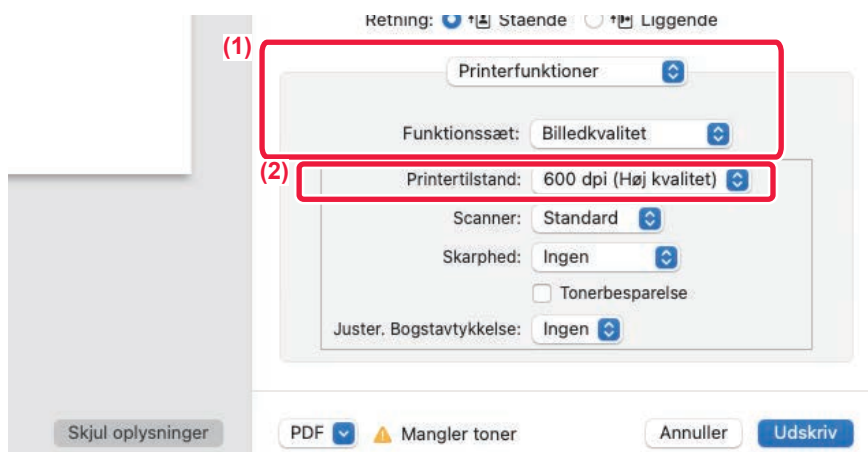 Retning: Stående Liggende
(1)
Printerfunktioner
Funktionssæt: Billedkvalitet
(2)
Printertilstand: 600 dpi (Høj kvalitet)
Scanner: Standard
Skarphed: Ingen
Tonerbesparelse
Juster. Bogstavtykkelse: Ingen
Skjul oplysninger PDF Mangler toner Annuller Udskriv